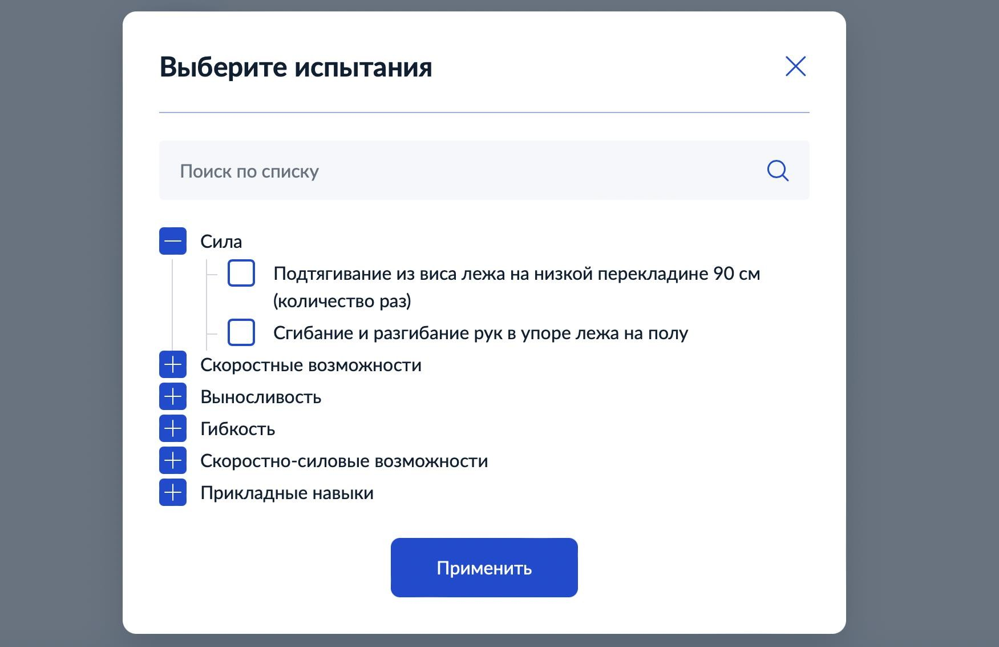 Выберите испытания
Поиск по списку
Сила
Подтягивание из виса лежа на низкой перекладине 90 см
(количество раз)
Сгибание и разгибание рук в упоре лежа на полу
Скоростные возможности
Выносливость
Гибкость
Скоростно-силовые возможности
Прикладные навыки
Применить